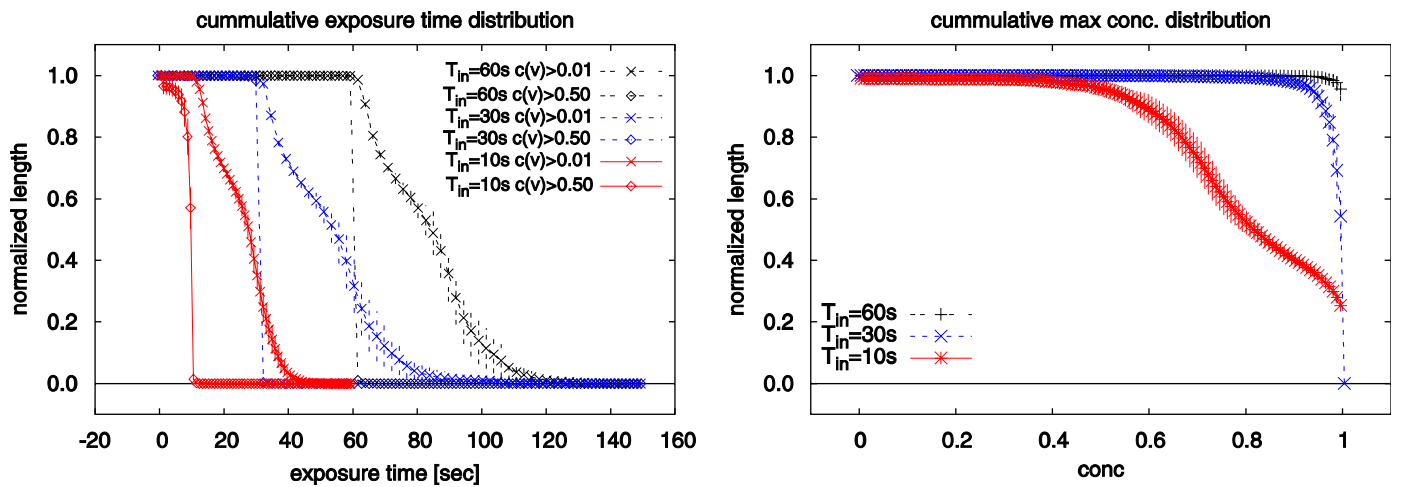 cummulative exposure time distribution
1.0
0.8
0.6
0.4
0.2
0.0
normalized length
T_in=60s c(v)>0.01
T_in=60s c(v)>0.50
T_in=30s c(v)>0.01
T_in=30s c(v)>0.50
T_in=10s c(v)>0.01
T_in=10s c(v)>0.50
-20 0 20 40 60 80 100 120 140 160
exposure time [sec]
cummulative max conc. distribution
1.0
0.8
0.6
0.4
0.2
0.0
normalized length
T_in=60s
T_in=30s
T_in=10s
0 0.2 0.4 0.6 0.8 1
conc